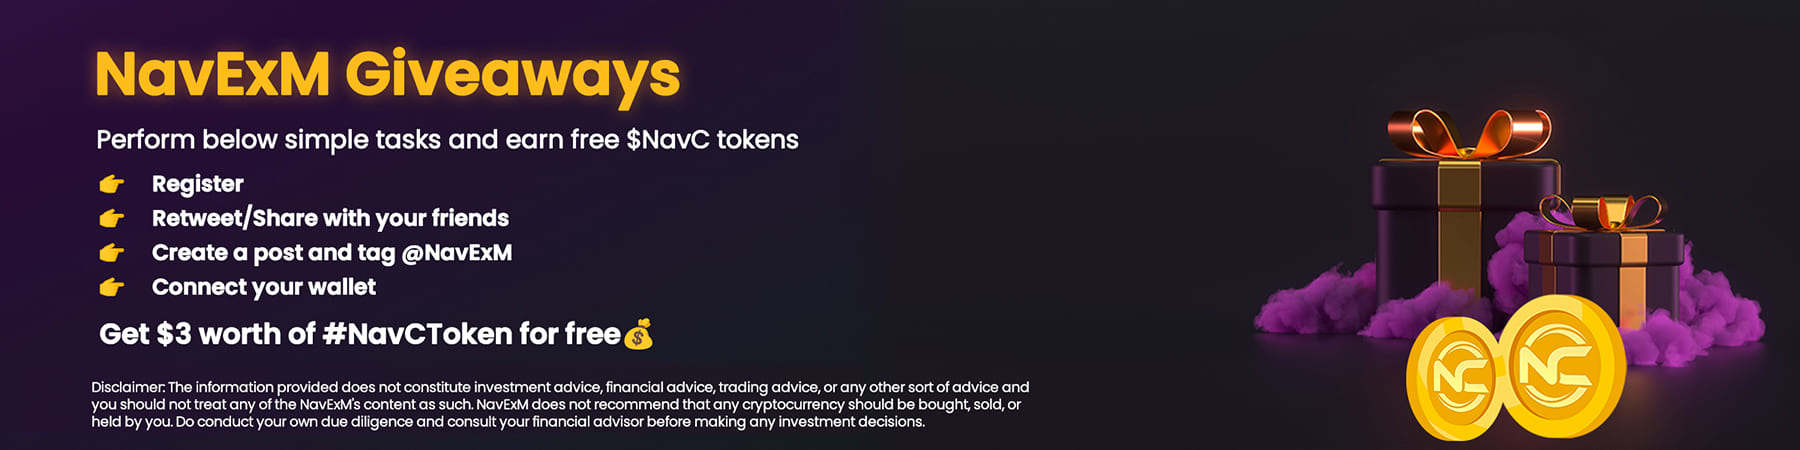 NavExM Giveaways
Perform below simple tasks and earn free $NavC tokens
👉 Register
👉 Retweet/Share with your friends
👉 Create a post and tag @NavExM
👉 Connect your wallet
Get $3 worth of #NavCToken for free💰
Disclaimer: The information provided does not constitute investment advice, financial advice, trading advice, or any other sort of advice and
you should not treat any of the NavExM's content as such. NavExM does not recommend that any cryptocurrency should be bought, sold, or
held by you. Do conduct your own due diligence and consult your financial advisor before making any investment decisions.
NC
NC